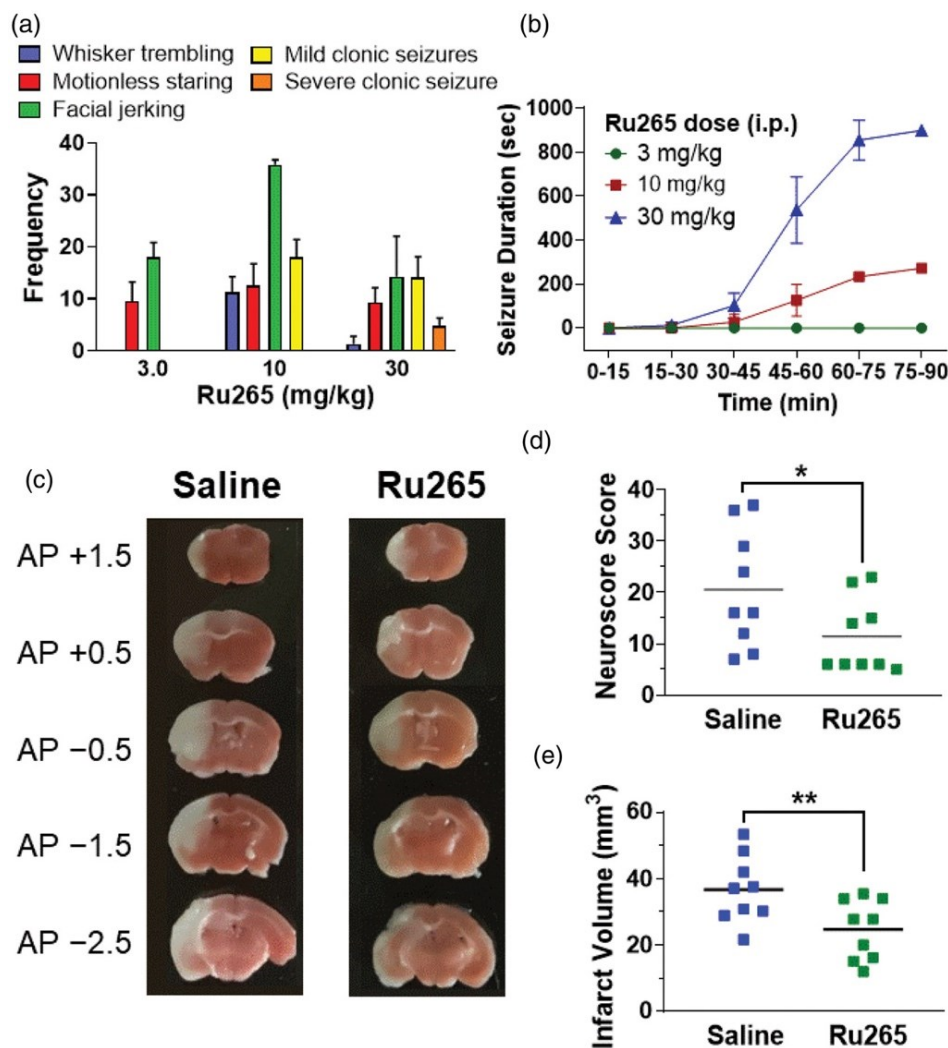 (a)
Whisker trembling
Mild clonic seizures
Motionless staring
Severe clonic seizure
Facial jerking
40
30
20
10
0
Frequency
3.0
10
30
Ru265 (mg/kg)
(b)
1000
800
600
400
200
0
Seizure Duration (sec)
Ru265 dose (i.p.)
3 mg/kg
10 mg/kg
30 mg/kg
0-15
15-30
30-45
45-60
60-75
75-90
Time (min)
(c)
Saline
Ru265
AP +1.5
AP +0.5
AP −0.5
AP −1.5
AP −2.5
(d)
*
40
30
20
10
0
Neuroscore Score
Saline
Ru265
(e)
**
60
40
20
0
Infarct Volume (mm³)
Saline
Ru265